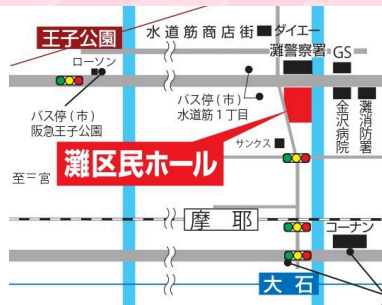 水道筋商店街
ダイエー
王子公園
灘警察署
GS
ローソン
バス停(市)
阪急王子公園
バス停(市)
水道筋1丁目
金沢病院
灘消防署
サンクス
灘区民ホール
至三宮
摩耶
コーナン
大石